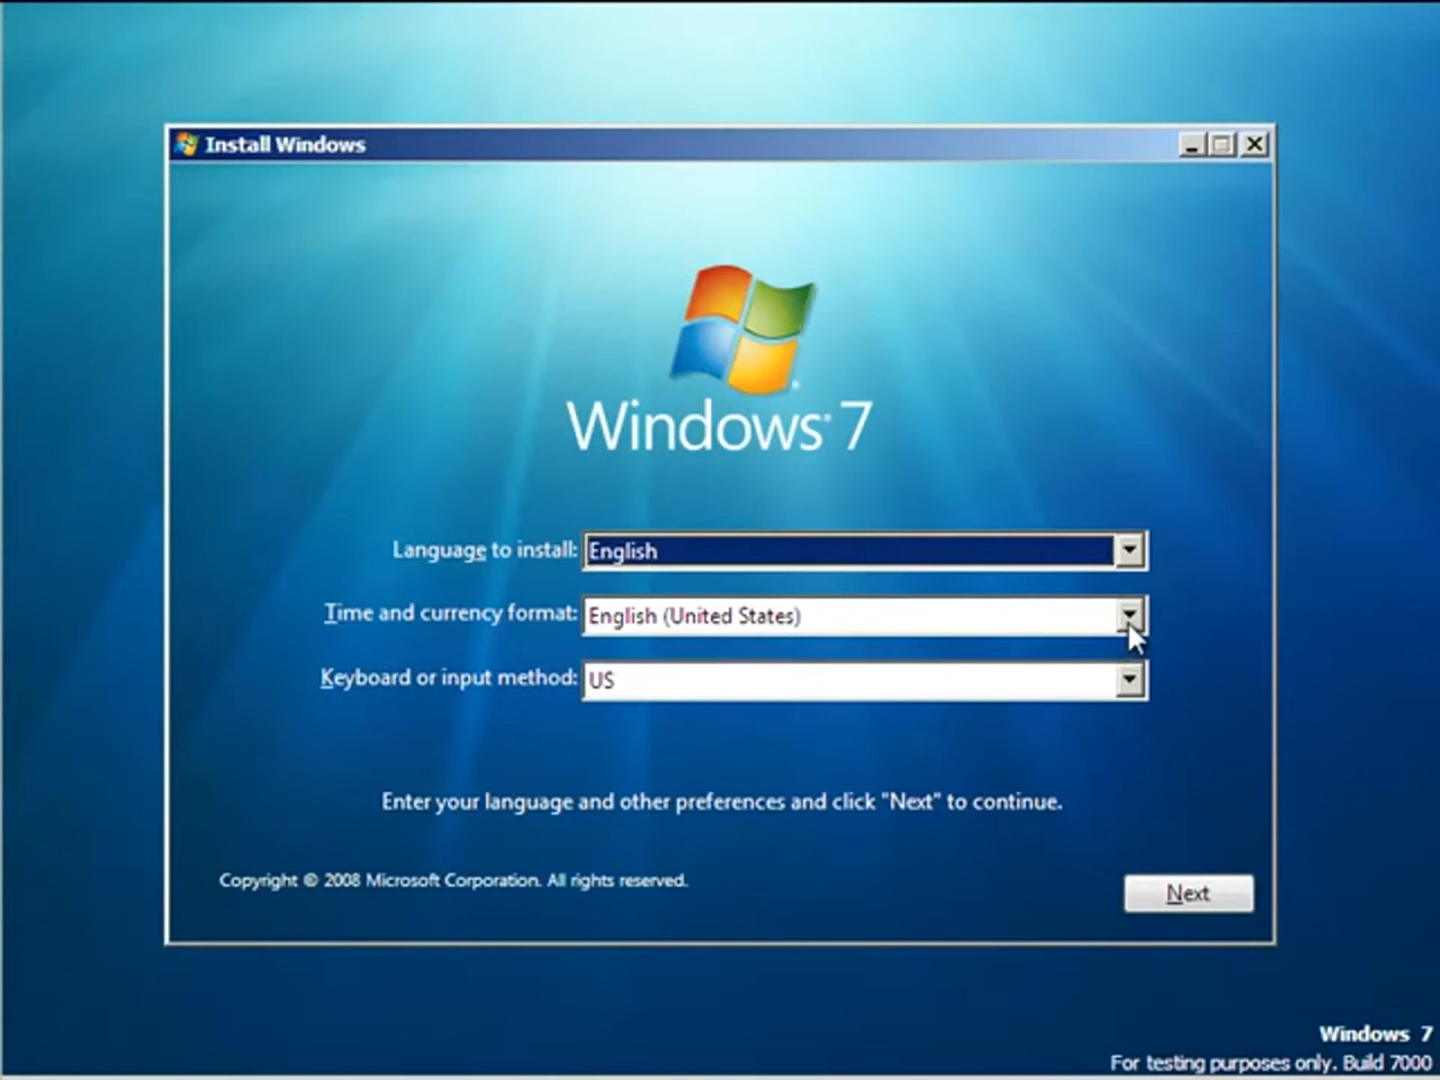 Install Windows
Windows® 7
Language to install: English
Time and currency format: English (United States)
Keyboard or input method: US
Enter your language and other preferences and click "Next" to continue.
Copyright © 2008 Microsoft Corporation. All rights reserved.
Next
Windows 7
For testing purposes only. Build 7000